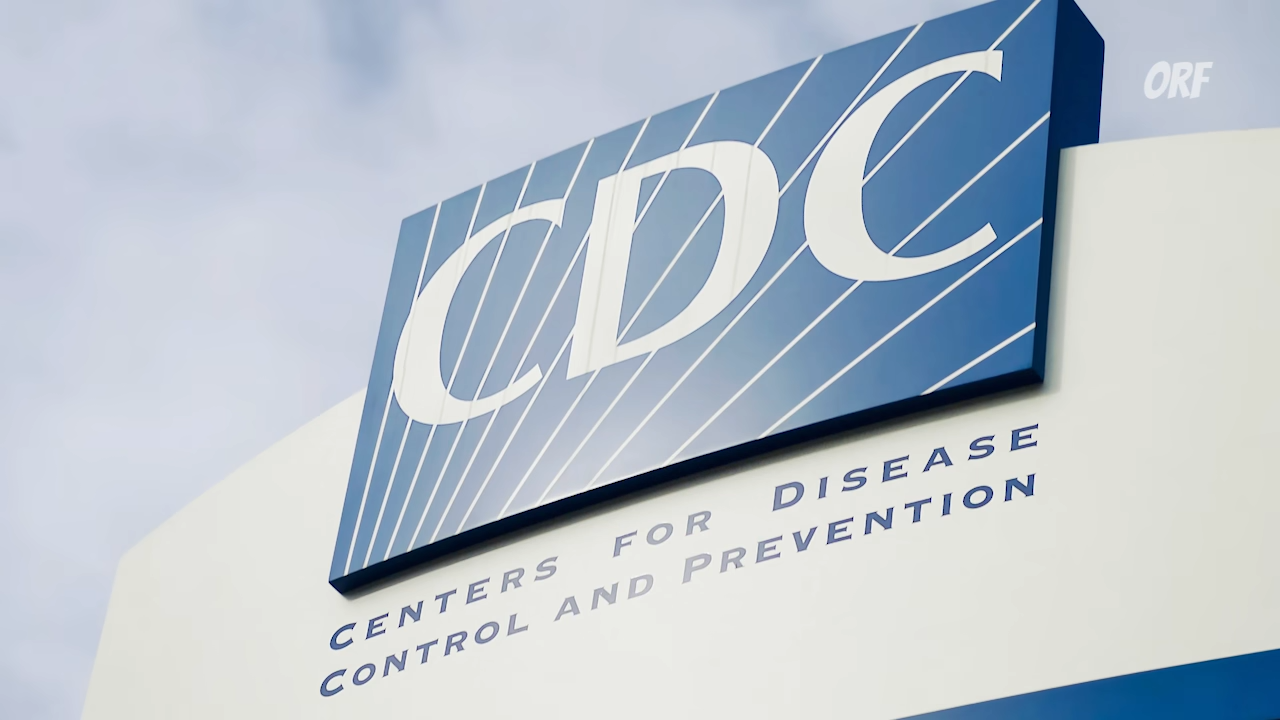 ORF
CDC
CENTERS FOR DISEASE
CONTROL AND PREVENTION